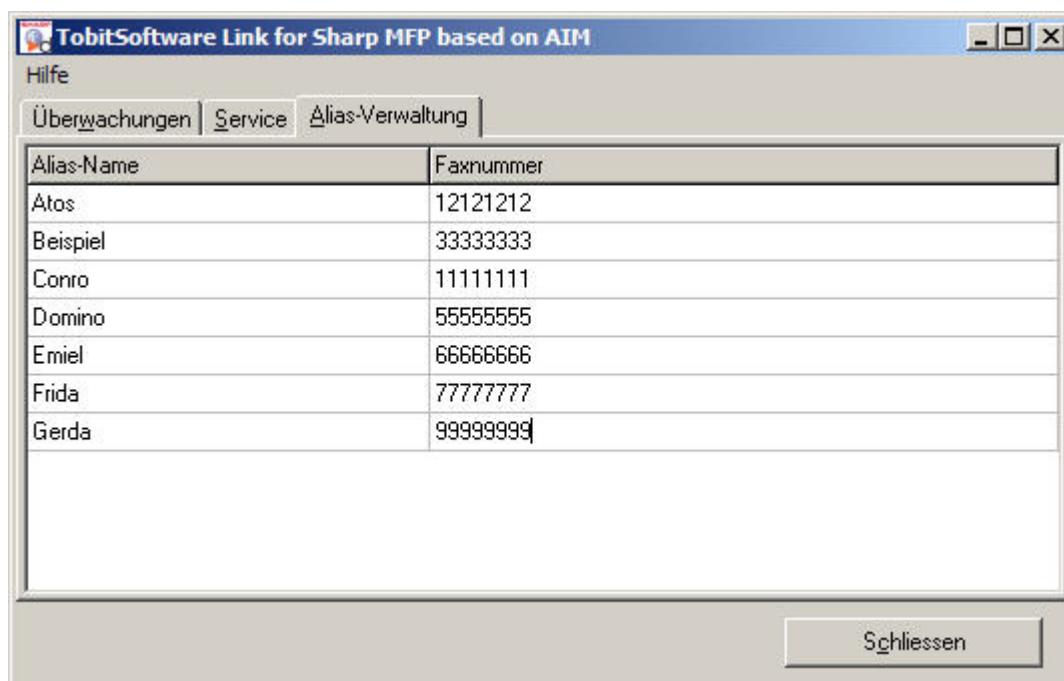 TobitSoftware Link for Sharp MFP based on AIM
Hilfe
Überwachungen Service Alias-Verwaltung
Alias-Name Faxnummer
Atos 12121212
Beispiel 33333333
Conro 11111111
Domino 55555555
Emiel 66666666
Frida 77777777
Gerda 99999999
Schliessen